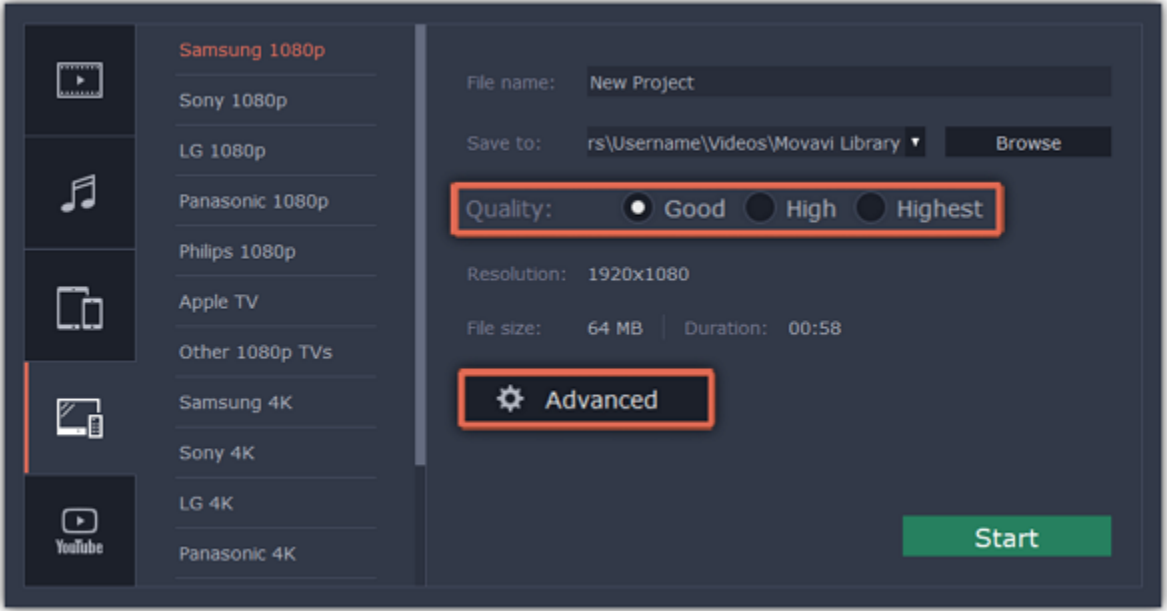 Samsung 1080p
Sony 1080p
LG 1080p
Panasonic 1080p
Philips 1080p
Apple TV
Other 1080p TVs
Samsung 4K
Sony 4K
LG 4K
Panasonic 4K
YouTube
File name: New Project
Save to: rs\Username\Videos\Movavi Library Browse
Quality: Good High Highest
Resolution: 1920x1080
File size: 64 MB Duration: 00:58
Advanced
Start